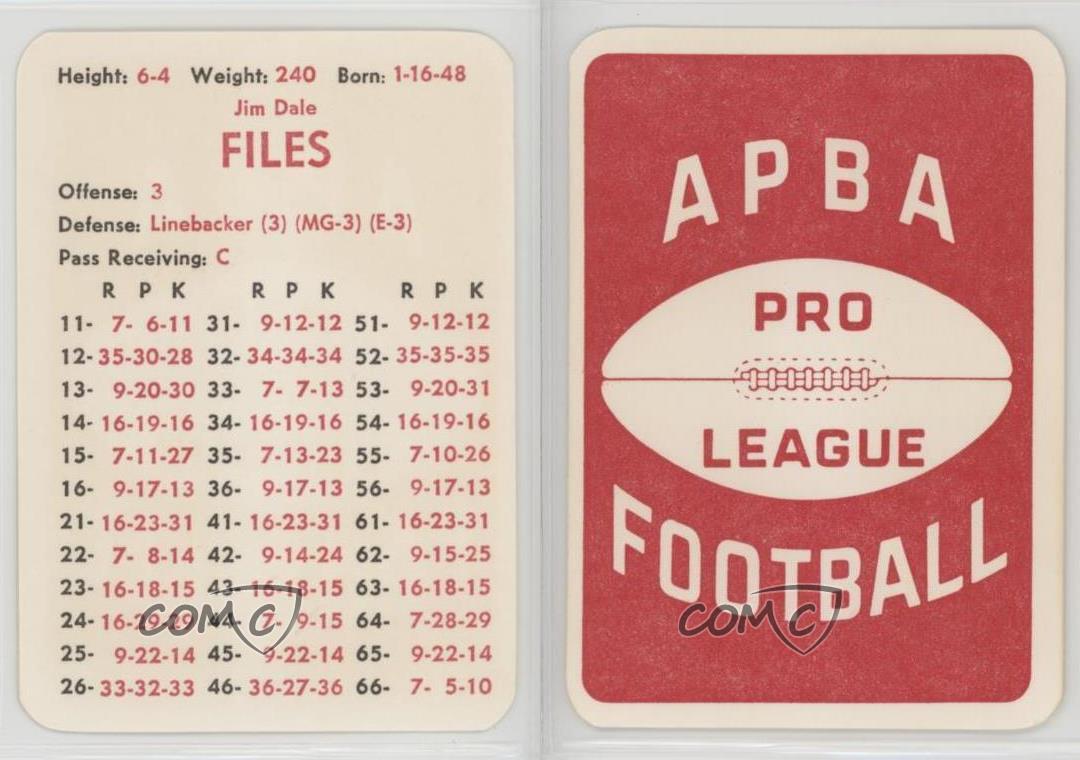 Height: 6-4 Weight: 240 Born: 1-16-48
Jim Dale
FILES
Offense: 3
Defense: Linebacker (3) (MG-3) (E-3)
Pass Receiving: C
R P K R P K R P K
11- 7- 6-11 31- 9-12-12 51- 9-12-12
12- 35-30-28 32- 34-34-34 52- 35-35-35
13- 9-20-30 33- 7- 7-13 53- 9-20-31
14- 16-19-16 34- 16-19-16 54- 16-19-16
15- 7-11-27 35- 7-13-23 55- 7-10-26
16- 9-17-13 36- 9-17-13 56- 9-17-13
21- 16-23-31 41- 16-23-31 61- 16-23-31
22- 7- 8-14 42- 9-14-24 62- 9-15-25
23- 16-18-15 43- 16-18-15 63- 16-18-15
24- 16-29-29 44- 7- 9-15 64- 7-28-29
25- 9-22-14 45- 9-22-14 65- 9-22-14
26- 33-32-33 46- 36-27-36 66- 7- 5-10
COMC
APBA
PRO
LEAGUE
FOOTBALL
COMC